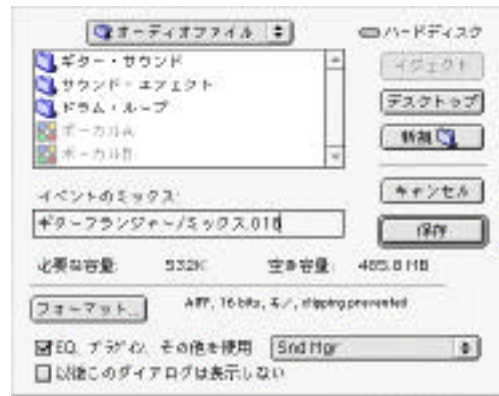 オーディオファイル
ハードディスク
ギター・サウンド
サウンド・エフェクト
ドラム・ループ
ボーカルA
ボーカルB
イジェクト
デスクトップ
新規
キャンセル
保存
イベントのミックス:
ギターフランジャー/ミックス.018
必要な容量: 532K 空き容量: 485.8 MB
フォーマット...
AIFF, 16 bits, モノ, clipping prevented
EQ, プラグイン, その他を使用 Snd Mgr
以後このダイアログは表示しない